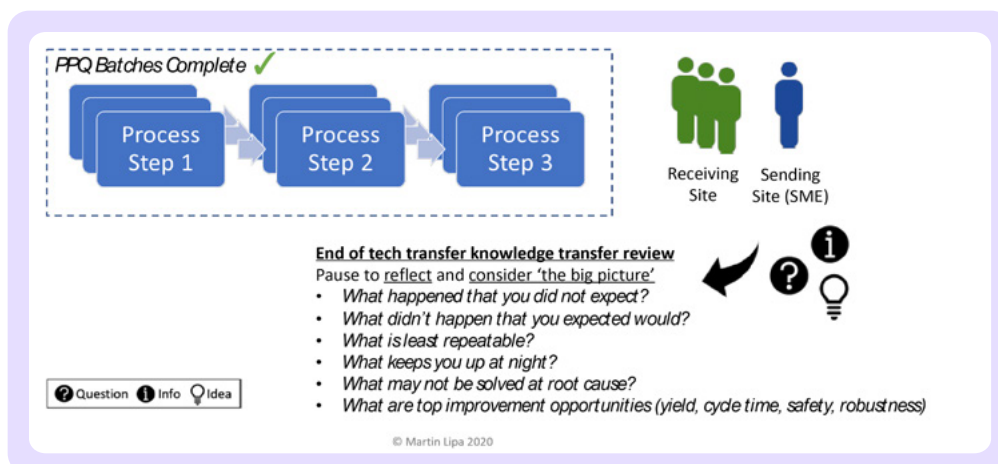 PPQ Batches Complete ✓
Process
Step 1
Process
Step 2
Process
Step 3
Receiving
Site
Sending
Site (SME)
End of tech transfer knowledge transfer review
Pause to reflect and consider ‘the big picture’
• What happened that you did not expect?
• What didn’t happen that you expected would?
• What is least repeatable?
• What keeps you up at night?
• What may not be solved at root cause?
• What are top improvement opportunities (yield, cycle time, safety, robustness)
? Question i Info Idea
© Martin Lipa 2020